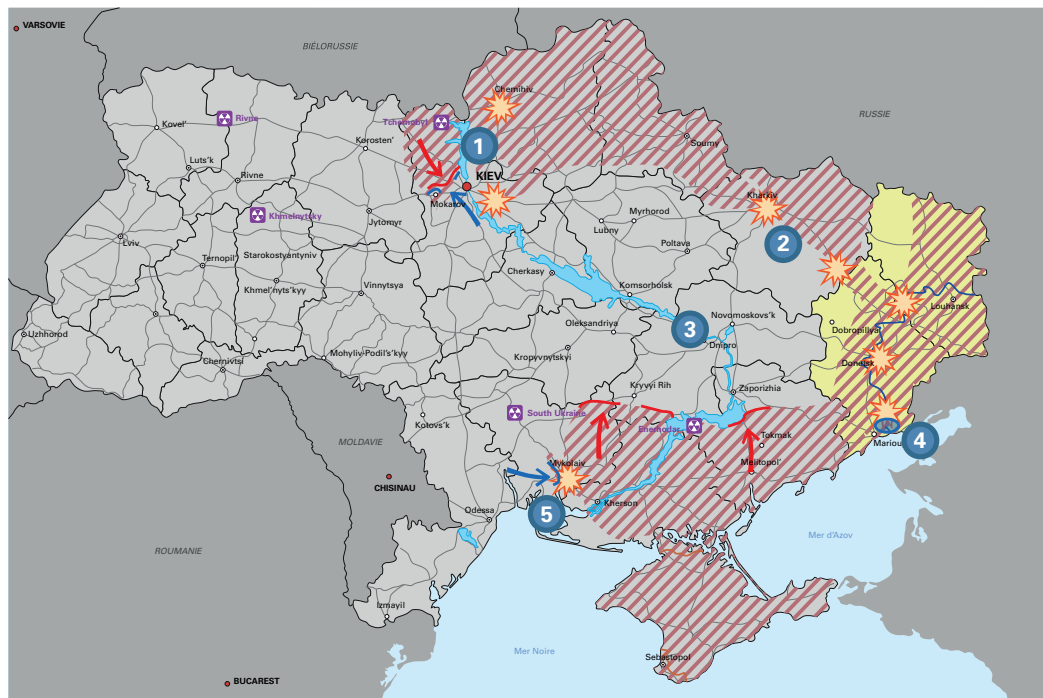 VARSOVIE
BIÉLORUSSIE
RUSSIE
Chernihiv
Tchernobyl
Rivne
Kovel'
Korosten'
Soumy
1
Luts'k
Rivne
KIEV
Kharkiv
Mokarov
Khmelnytsky
Jytomyr
Myrhorod
Lubny
2
Lviv
Starokostyantyniv
Ternopil'
Poltava
Cherkasy
Khmel'nyts'kyy
Vinnytsya
Komsorholsk
Louhansk
Novomoskovs'k
Oleksandriya
3
Dobropillya
Uzhhorod
Dnipro
Mohyliv-Podil's'kyy
Kropyvnytskyi
Donetsk
Chernivtsi
Kryvyi Rih
Zaporizhia
South Ukraine
Kotovs'k
Enerhodar
Tokmak
Mariou
4
MOLDAVIE
Mykolaiv
Melitopol'
CHISINAU
Kherson
Odessa
5
Mer d'Azov
ROUMANIE
Izmayil
Mer Noire
Sebastopol
BUCAREST